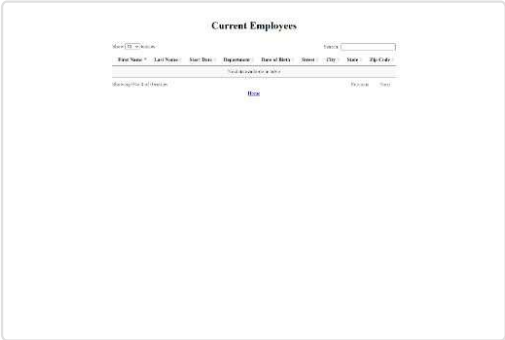 Current Employees
Show 10 entries Search:
First Name Last Name Start Date Department Date of Birth Street City State Zip Code
No data available in table
Showing 0 to 0 of 0 entries Previous Next
Home